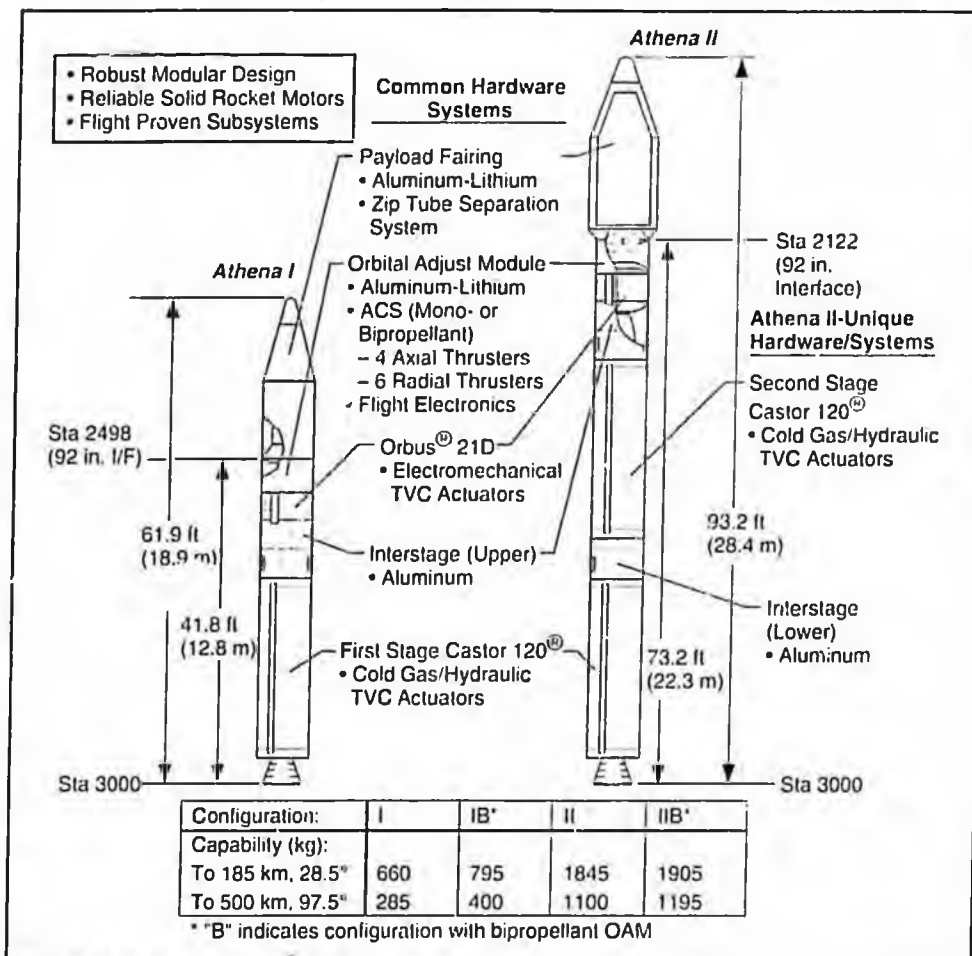 Athena II
• Robust Modular Design
• Reliable Solid Rocket Motors
• Flight Proven Subsystems
Common Hardware
Systems
Payload Fairing
• Aluminum-Lithium
• Zip Tube Separation
System
Athena I
Orbital Adjust Module
• Aluminum-Lithium
• ACS (Mono- or
Bipropellant)
– 4 Axial Thrusters
– 6 Radial Thrusters
• Flight Electronics
Sta 2122
(92 in.
Interface)
Athena II-Unique
Hardware/Systems
Second Stage
Castor 120®
• Cold Gas/Hydraulic
TVC Actuators
Sta 2498
(92 in. I/F)
Orbus® 21D
• Electromechanical
TVC Actuators
61.9 ft
(18.9 m)
93.2 ft
(28.4 m)
Interstage (Upper)
• Aluminum
Interstage
(Lower)
• Aluminum
41.8 ft
(12.8 m)
First Stage Castor 120®
• Cold Gas/Hydraulic
TVC Actuators
73.2 ft
(22.3 m)
Sta 3000
Sta 3000
Configuration: I IB* II IIB*
Capability (kg):
To 185 km, 28.5° 660 795 1845 1905
To 500 km, 97.5° 285 400 1100 1195
* "B" indicates configuration with bipropellant OAM